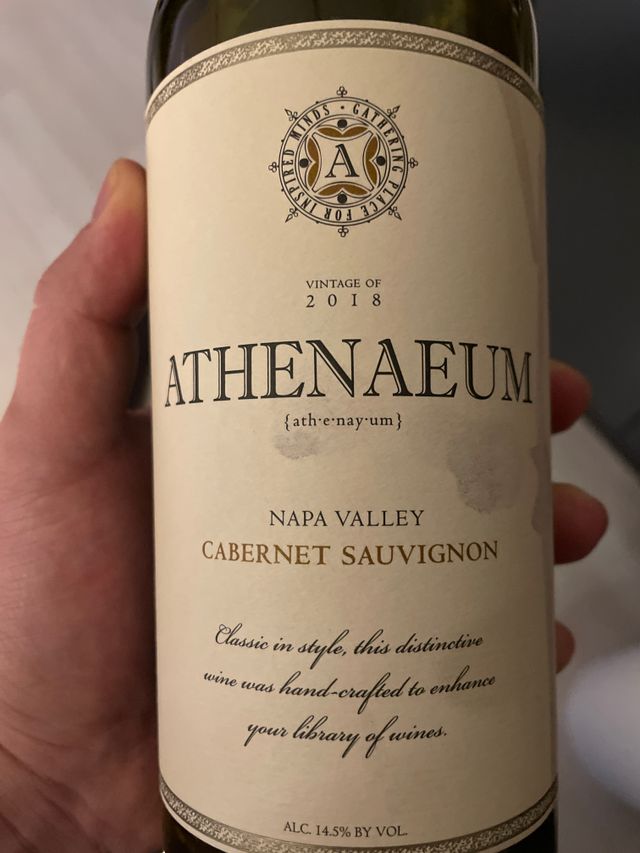 GATHERING PLACE FOR INSPIRED MINDS ·
A
VINTAGE OF
2018
ATHENAEUM
{ath·e·nay·um}
NAPA VALLEY
CABERNET SAUVIGNON
Classic in style, this distinctive
wine was hand-crafted to enhance
your library of wines.
ALC. 14.5% BY VOL.